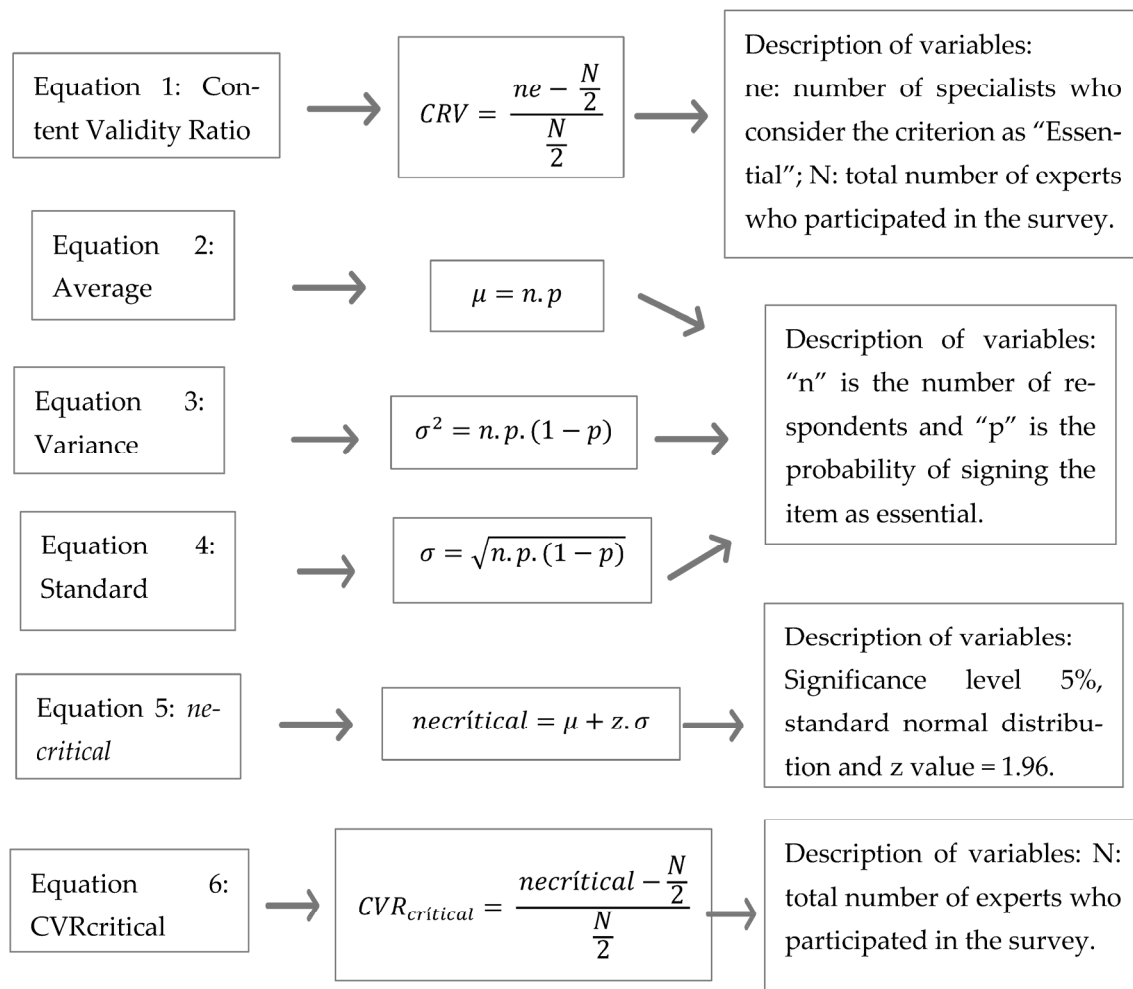 Equation 1: Con-
tent Validity Ratio
CRV = (ne − N/2) / (N/2)
Description of variables:
ne: number of specialists who
consider the criterion as “Essen-
tial”; N: total number of experts
who participated in the survey.
Equation 2:
Average
μ = n.p
Description of variables:
“n” is the number of re-
spondents and “p” is the
probability of signing the
item as essential.
Equation 3:
Variance
σ² = n.p.(1 − p)
Equation 4:
Standard
σ = √n.p.(1 − p)
Equation 5: ne-
critical
necrítical = μ + z.σ
Description of variables:
Significance level 5%,
standard normal distribu-
tion and z value = 1.96.
Equation 6:
CVRcritical
CVRcrítical = (necrítical − N/2) / (N/2)
Description of variables: N:
total number of experts who
participated in the survey.